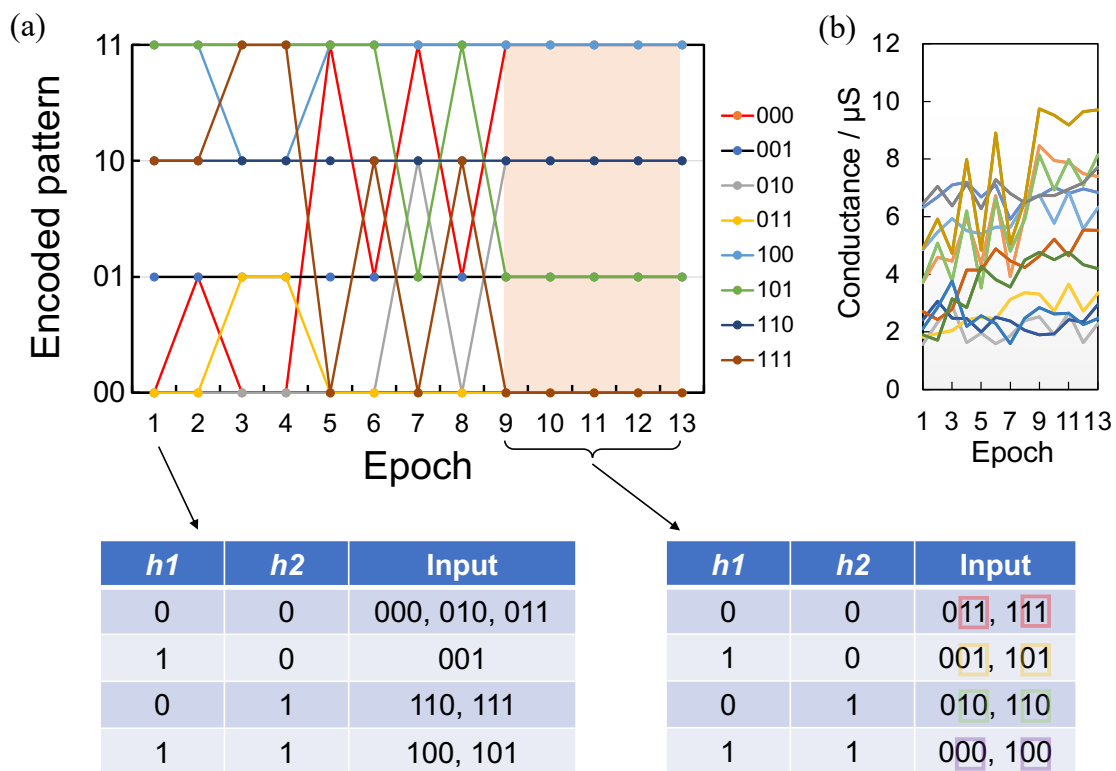 (a)
Encoded pattern
11
10
01
00
1 2 3 4 5 6 7 8 9 10 11 12 13
Epoch
000
001
010
011
100
101
110
111
(b)
Conductance / μS
12
10
8
6
4
2
0
1 3 5 7 9 11 13
Epoch
h1 h2 Input
0 0 000, 010, 011
1 0 001
0 1 110, 111
1 1 100, 101
h1 h2 Input
0 0 011, 111
1 0 001, 101
0 1 010, 110
1 1 000, 100